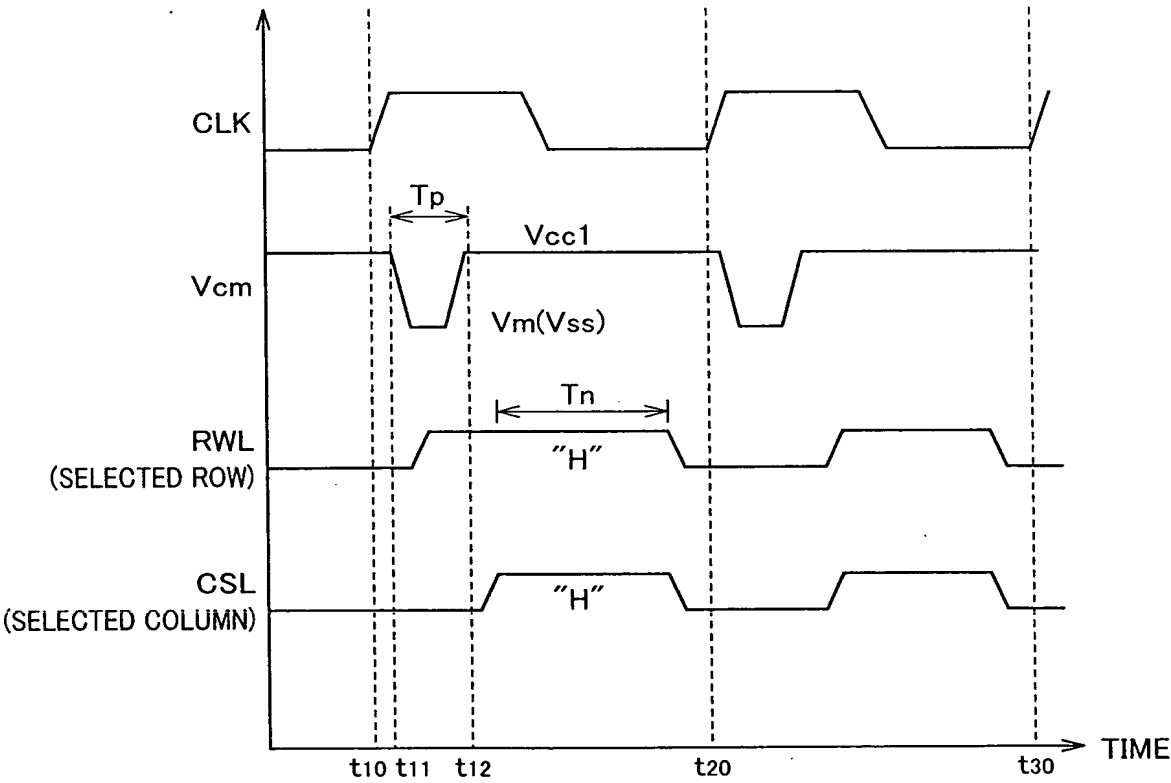 CLK
Tp
Vcc1
Vcm
Vm(Vss)
Tn
RWL
(SELECTED ROW)
"H"
CSL
(SELECTED COLUMN)
"H"
t10 t11 t12 t20 t30
TIME